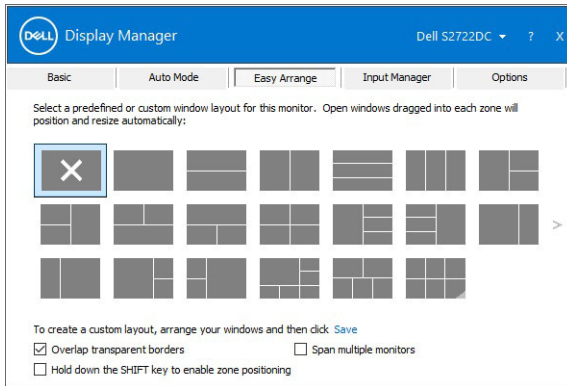 DELL Display Manager Dell S2722DC ? X
Basic Auto Mode Easy Arrange Input Manager Options
Select a predefined or custom window layout for this monitor. Open windows dragged into each zone will
position and resize automatically:
>
To create a custom layout, arrange your windows and then click Save
Overlap transparent borders Span multiple monitors
Hold down the SHIFT key to enable zone positioning